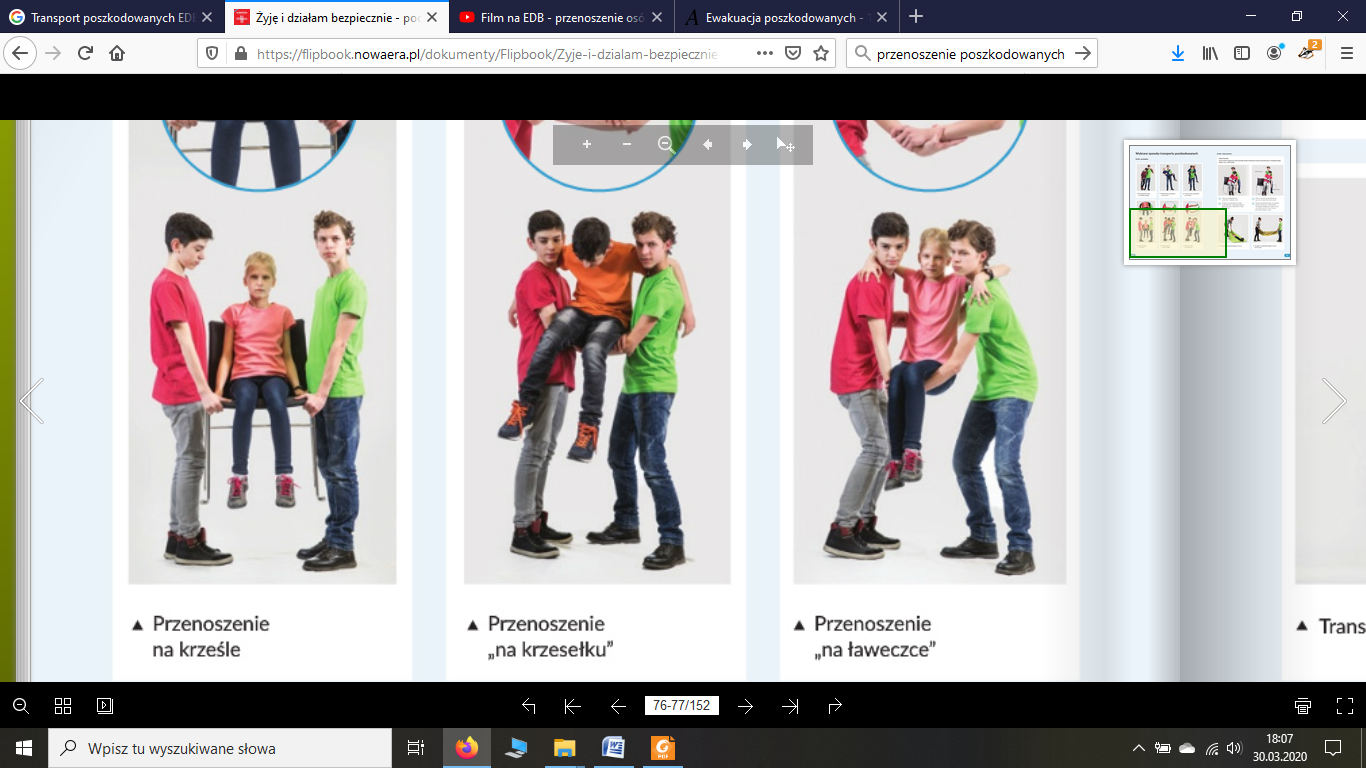 Transport poszkodowanych EDB
Żyję i działam bezpiecznie - po
Film na EDB - przenoszenie osó
Ewakuacja poszkodowanych -
https://flipbook.nowaera.pl/dokumenty/Flipbook/Zyje-i-dzialam-bezpiecznie
przenoszenie poszkodowanych
2
▲ Przenoszenie
na krześle
▲ Przenoszenie
„na krzesełku”
▲ Przenoszenie
„na ławeczce”
▲ Trans
76-77/152
Wpisz tu wyszukiwane słowa
18:07
30.03.2020